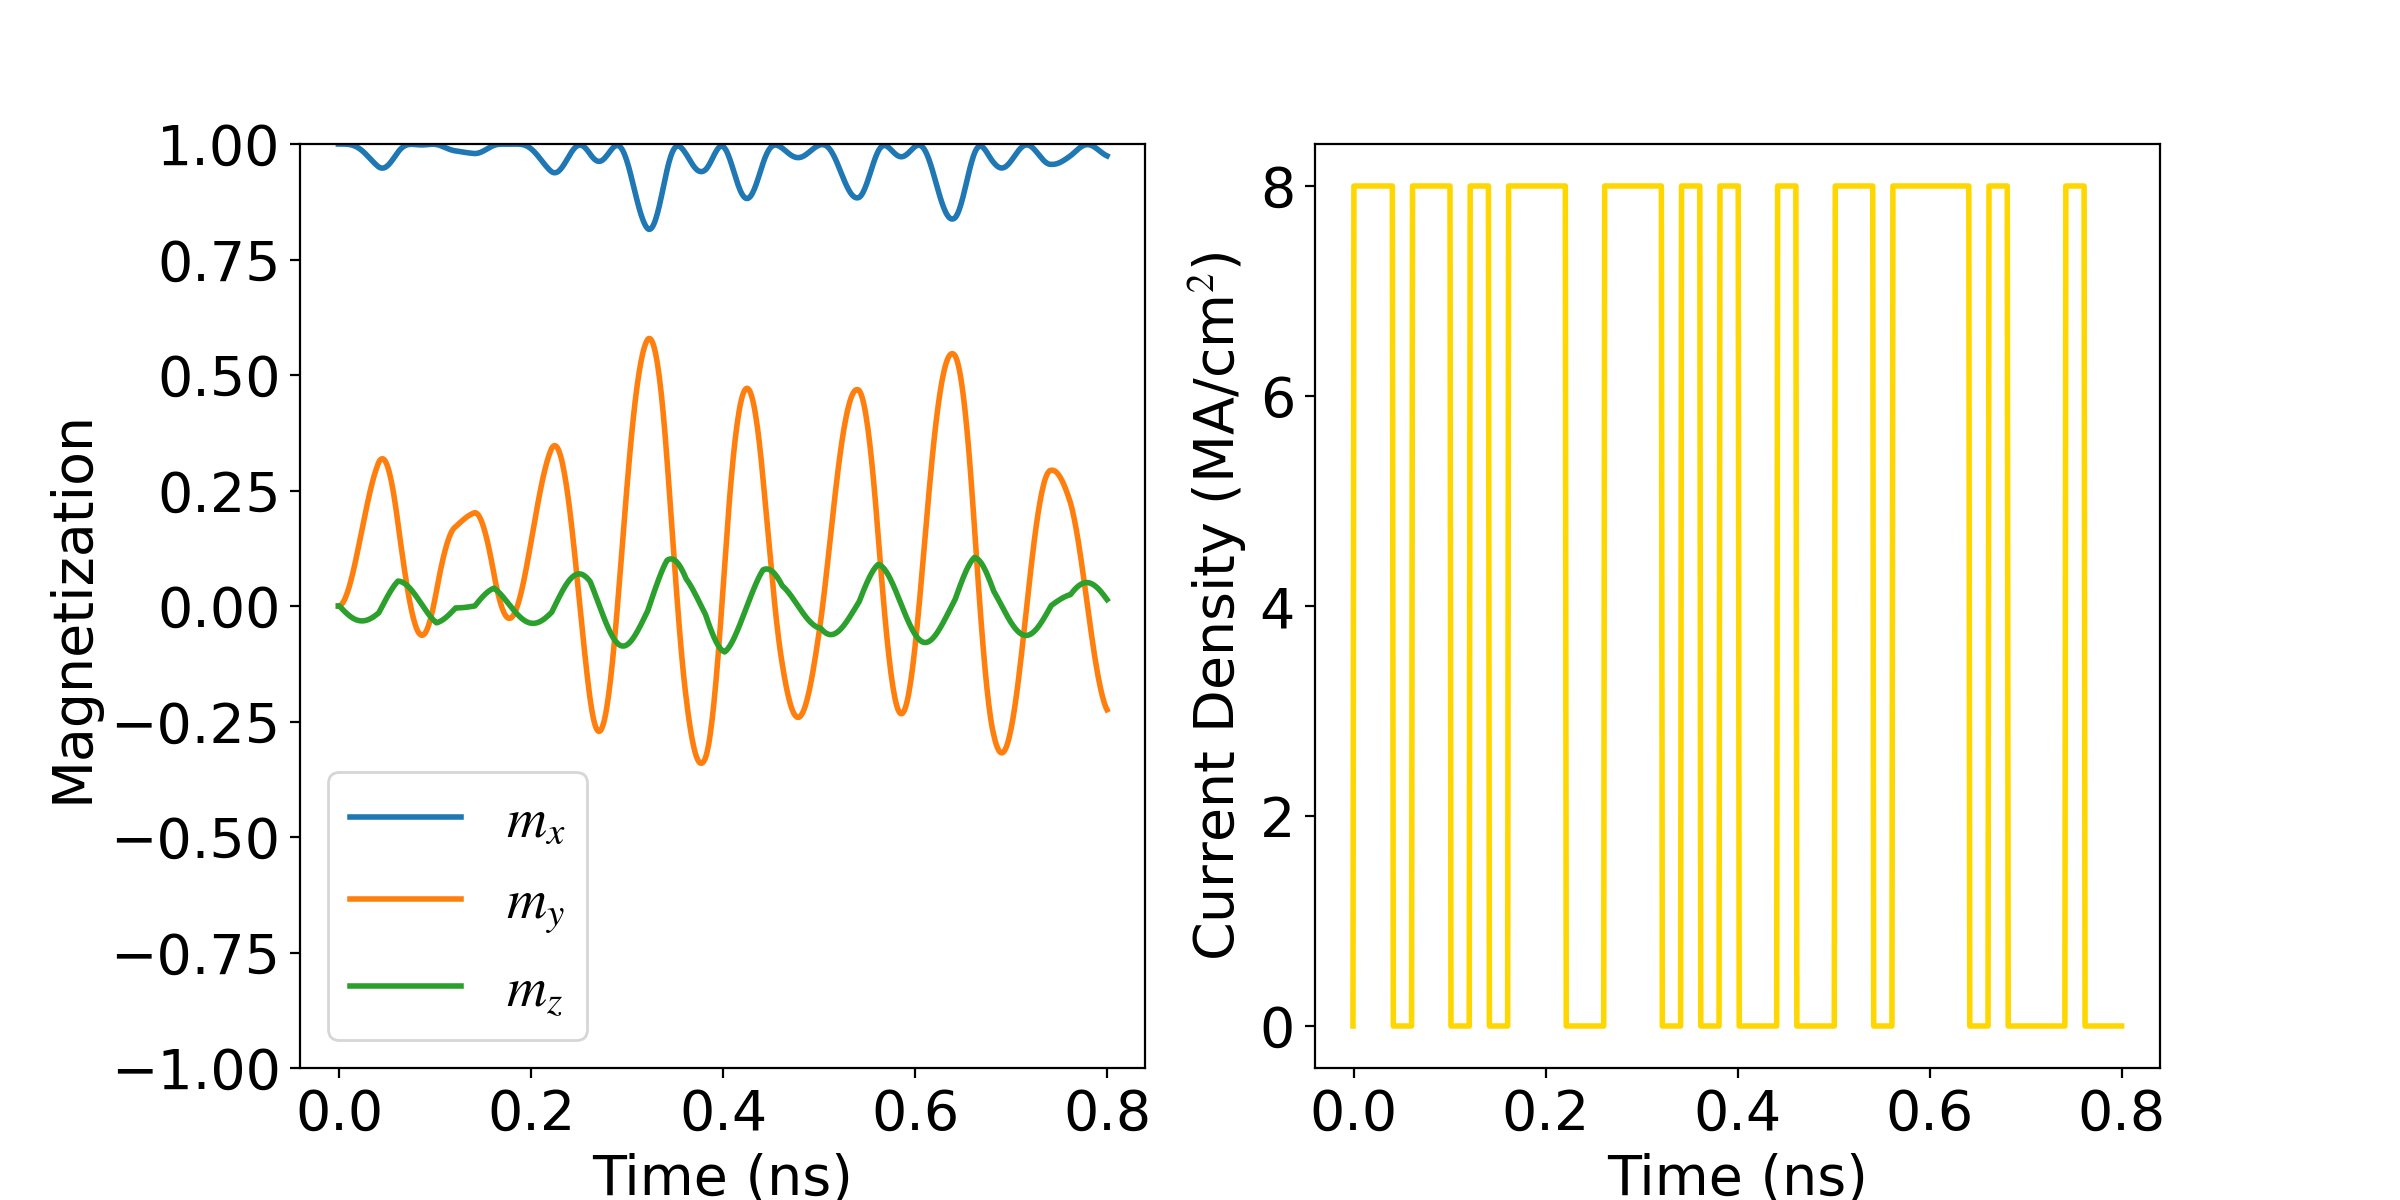 1.00
0.75
0.50
0.25
0.00
−0.25
−0.50
−0.75
−1.00
Magnetization
m_x
m_y
m_z
0.0 0.2 0.4 0.6 0.8
Time (ns)
8
6
4
2
0
Current Density (MA/cm²)
0.0 0.2 0.4 0.6 0.8
Time (ns)